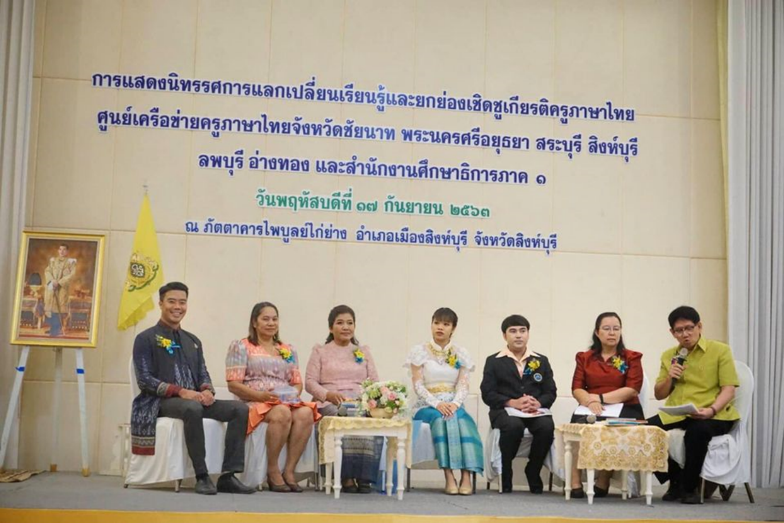 การแสดงนิทรรศการแลกเปลี่ยนเรียนรู้และยกย่องเชิดชูเกียรติครูภาษาไทย
ศูนย์เครือข่ายครูภาษาไทยจังหวัดชัยนาท พระนครศรีอยุธยา สระบุรี สิงห์บุรี
ลพบุรี อ่างทอง และสำนักงานศึกษาธิการภาค ๑
วันพฤหัสบดีที่ ๑๗ กันยายน ๒๕๖๓
ณ ภัตตาคารไพบูลย์ไก่ย่าง อำเภอเมืองสิงห์บุรี จังหวัดสิงห์บุรี